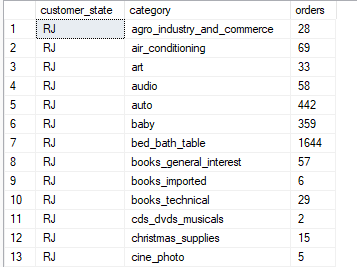 customer_state category orders
1 RJ agro_industry_and_commerce 28
2 RJ air_conditioning 69
3 RJ art 33
4 RJ audio 58
5 RJ auto 442
6 RJ baby 359
7 RJ bed_bath_table 1644
8 RJ books_general_interest 57
9 RJ books_imported 6
10 RJ books_technical 29
11 RJ cds_dvds_musicals 2
12 RJ christmas_supplies 15
13 RJ cine_photo 5